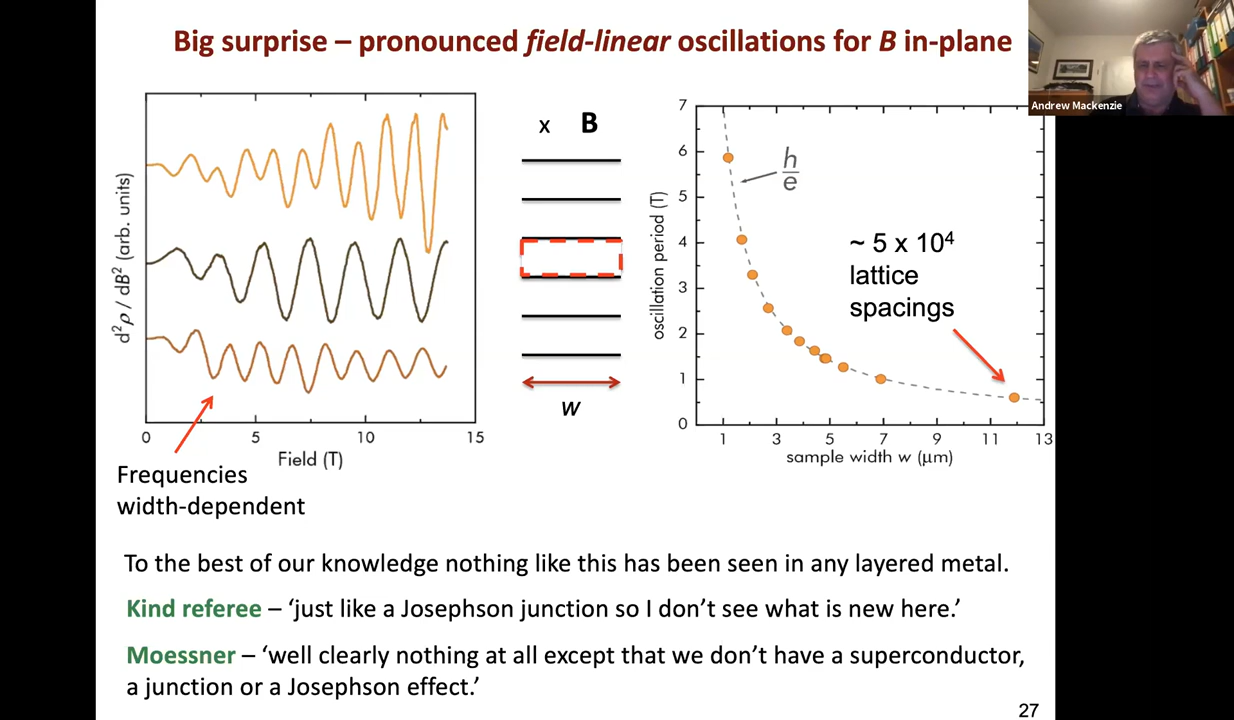 Big surprise – pronounced field-linear oscillations for B in-plane
Andrew Mackenzie
d²ρ / dB² (arb. units)
0 5 10 15
Field (T)
Frequencies
width-dependent
x B
w
7
6
5
4
3
2
1
0
oscillation period (T)
h
e
~ 5 x 10⁴
lattice
spacings
1 3 5 7 9 11 13
sample width w (μm)
To the best of our knowledge nothing like this has been seen in any layered metal.
Kind referee – ‘just like a Josephson junction so I don’t see what is new here.’
Moessner – ‘well clearly nothing at all except that we don’t have a superconductor,
a junction or a Josephson effect.’
27